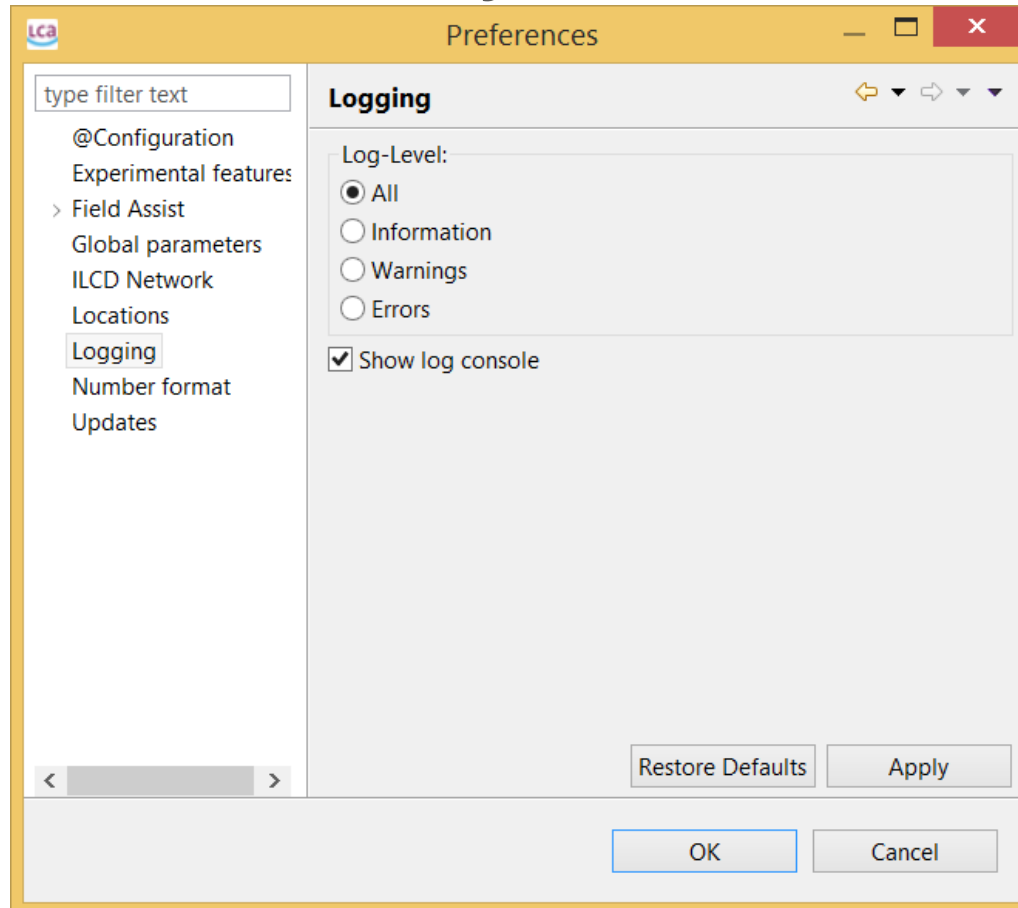 LCa
Preferences
type filter text
@Configuration
Experimental features
Field Assist
Global parameters
ILCD Network
Locations
Logging
Number format
Updates
Logging
Log-Level:
All
Information
Warnings
Errors
Show log console
Restore Defaults
Apply
OK
Cancel